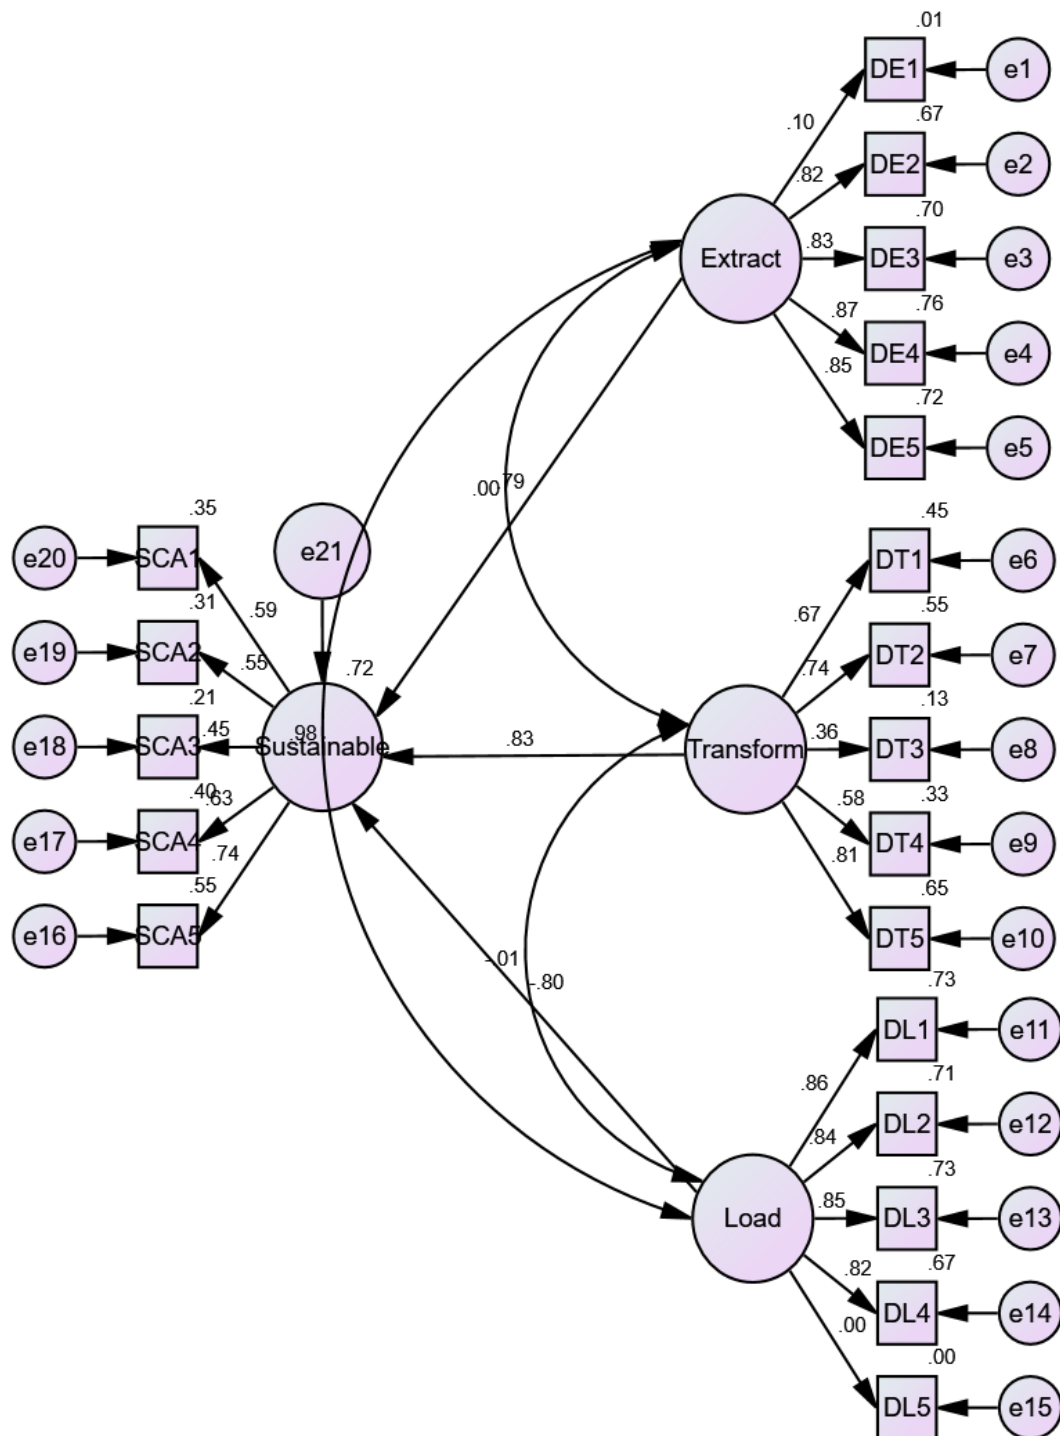 .01
DE1
e1
.10
.67
DE2
e2
.82
.70
DE3
e3
.83
.76
Extract
DE4
e4
.87
.72
DE5
e5
.85
.00
.79
.45
DT1
e6
.67
.55
DT2
e7
.74
.13
DT3
e8
.36
.33
Transform
DT4
e9
.58
.65
DT5
e10
.81
.35
e20
SCA1
e21
.59
.31
e19
SCA2
.55
.72
.21
e18
SCA3
.45
.98
Sustainable
.83
.40
.63
e17
SCA4
.74
.55
e16
SCA5
-.01
-.80
.73
DL1
e11
.86
.71
DL2
e12
.84
.73
DL3
e13
.85
.67
Load
DL4
e14
.82
.00
DL5
e15
.00